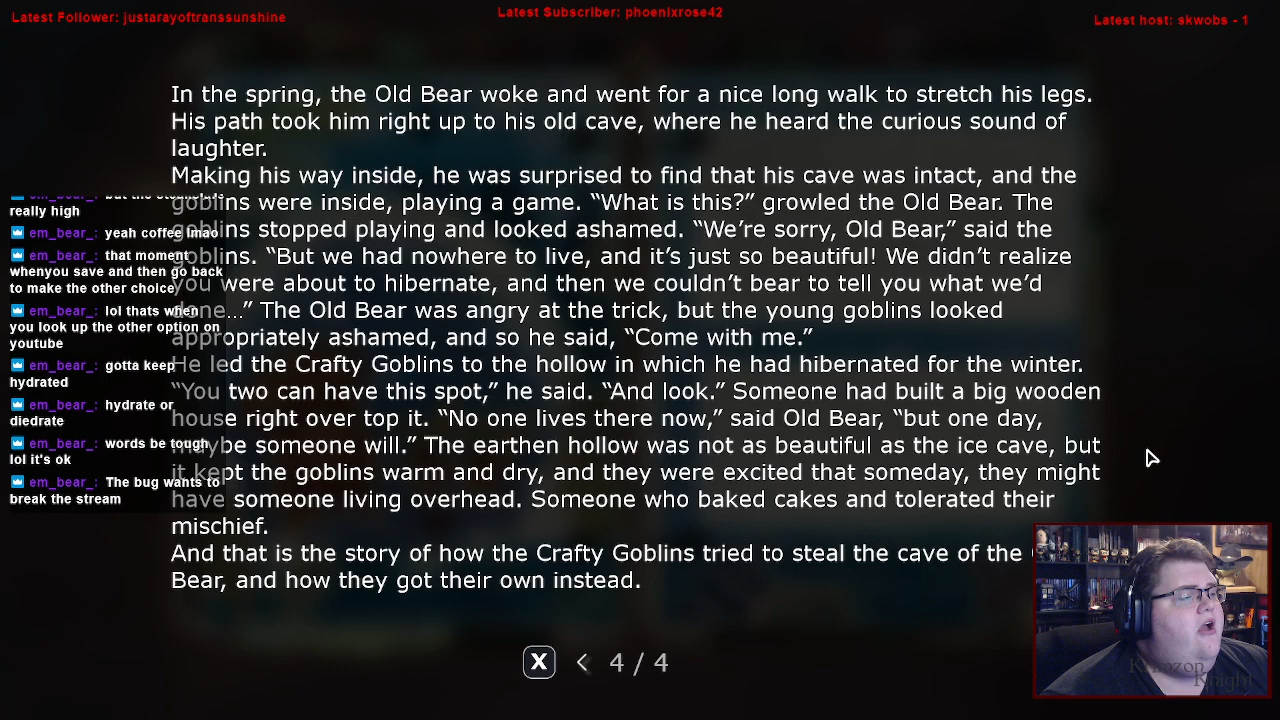 Latest Follower: justarayoftranssunshine
Latest Subscriber: phoenixrose42
Latest host: skwobs - 1
In the spring, the Old Bear woke and went for a nice long walk to stretch his legs.
His path took him right up to his old cave, where he heard the curious sound of
laughter.
Making his way inside, he was surprised to find that his cave was intact, and the
goblins were inside, playing a game. “What is this?” growled the Old Bear. The
goblins stopped playing and looked ashamed. “We’re sorry, Old Bear,” said the
goblins. “But we had nowhere to live, and it’s just so beautiful! We didn’t realize
you were about to hibernate, and then we couldn’t bear to tell you what we’d
done...” The Old Bear was angry at the trick, but the young goblins looked
appropriately ashamed, and so he said, “Come with me.”
He led the Crafty Goblins to the hollow in which he had hibernated for the winter.
“You two can have this spot,” he said. “And look.” Someone had built a big wooden
house right over top it. “No one lives there now,” said Old Bear, “but one day,
maybe someone will.” The earthen hollow was not as beautiful as the ice cave, but
it kept the goblins warm and dry, and they were excited that someday, they might
have someone living overhead. Someone who baked cakes and tolerated their
mischief.
And that is the story of how the Crafty Goblins tried to steal the cave of the
Bear, and how they got their own instead.
em_bear_: but the
really high
em_bear_: yeah coffee lmao
em_bear_: that moment
whenyou save and then go back
to make the other choice
em_bear_: lol thats when
you look up the other option on
youtube
em_bear_: gotta keep
hydrated
em_bear_: hydrate or
diedrate
em_bear_: words be tough
lol it's ok
em_bear_: The bug wants to
break the stream
X < 4 / 4
Krimzon
Knight